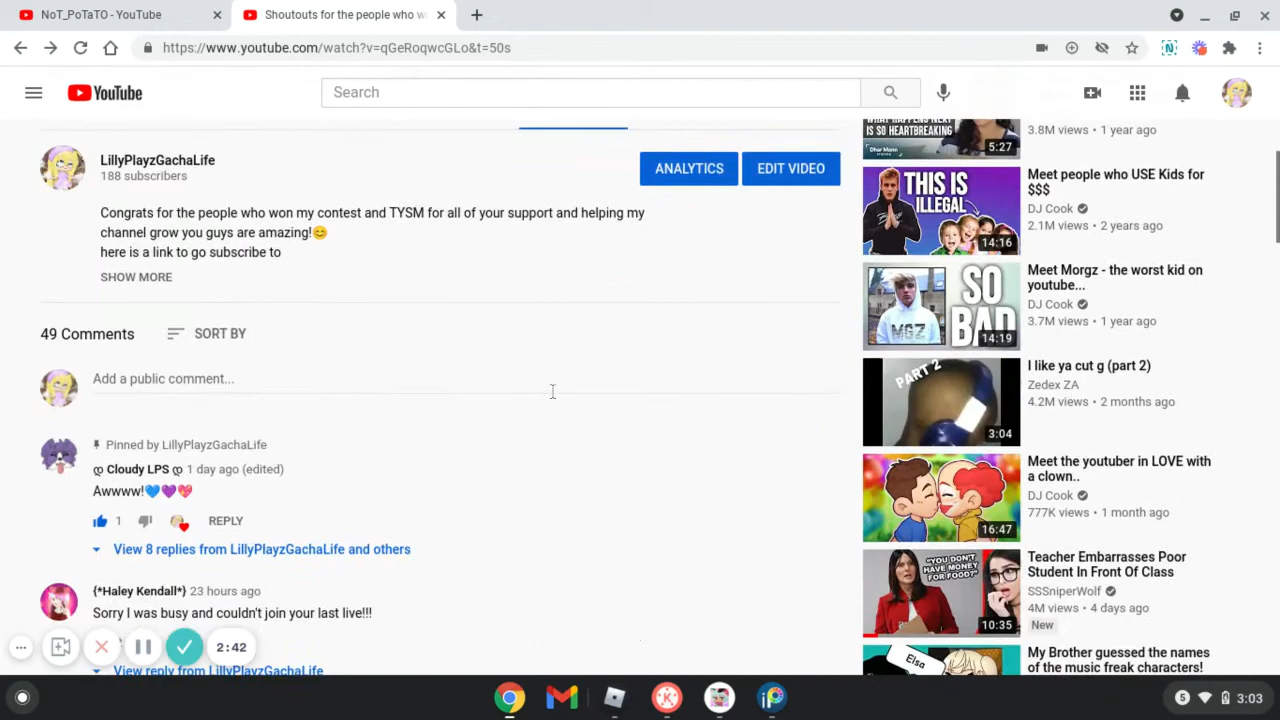 NoT_PoTaTO - YouTube
Shoutouts for the people who w
https://www.youtube.com/watch?v=qGeRoqwcGLo&t=50s
YouTube
Search
LillyPlayzGachaLife
188 subscribers
ANALYTICS
EDIT VIDEO
Congrats for the people who won my contest and TYSM for all of your support and helping my
channel grow you guys are amazing!😊
here is a link to go subscribe to
SHOW MORE
49 Comments
SORT BY
Add a public comment...
Pinned by LillyPlayzGachaLife
ღ Cloudy LPS ღ 1 day ago (edited)
Awwww!💙💜💖
1
REPLY
View 8 replies from LillyPlayzGachaLife and others
{*Haley Kendall*} 23 hours ago
Sorry I was busy and couldn't join your last live!!!
View reply from LillyPlayzGachaLife
2:42
WHAT HAPPENS NEXT
IS SO HEARTBREAKING
Dhar Mann
5:27
3.8M views • 1 year ago
THIS IS
ILLEGAL
14:16
Meet people who USE Kids for
$$$
DJ Cook
2.1M views • 2 years ago
MGZ
SO
BAD
14:19
Meet Morgz - the worst kid on
youtube...
DJ Cook
3.7M views • 1 year ago
PART 2
3:04
I like ya cut g (part 2)
Zedex ZA
4.2M views • 2 months ago
16:47
Meet the youtuber in LOVE with
a clown..
DJ Cook
777K views • 1 month ago
"YOU DON'T
HAVE MONEY
FOR FOOD?"
10:35
Teacher Embarrasses Poor
Student In Front Of Class
SSSniperWolf
4M views • 4 days ago
New
Elsa
My Brother guessed the names
of the music freak characters!
5
3:03